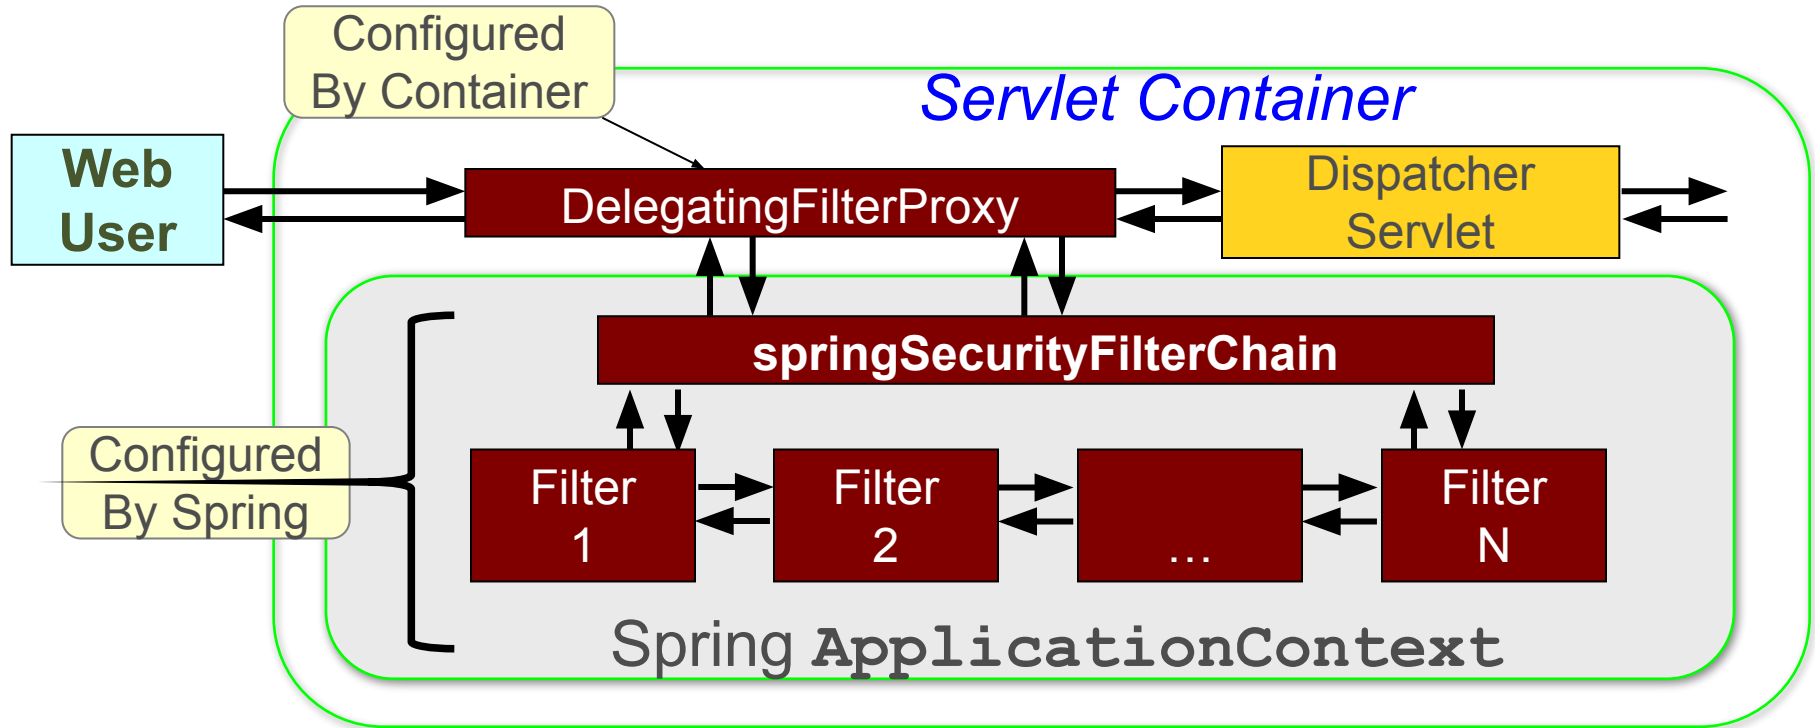 Configured
By Container
Servlet Container
Web
User
DelegatingFilterProxy
Dispatcher
Servlet
springSecurityFilterChain
Configured
By Spring
Filter
1
Filter
2
…
Filter
N
Spring ApplicationContext